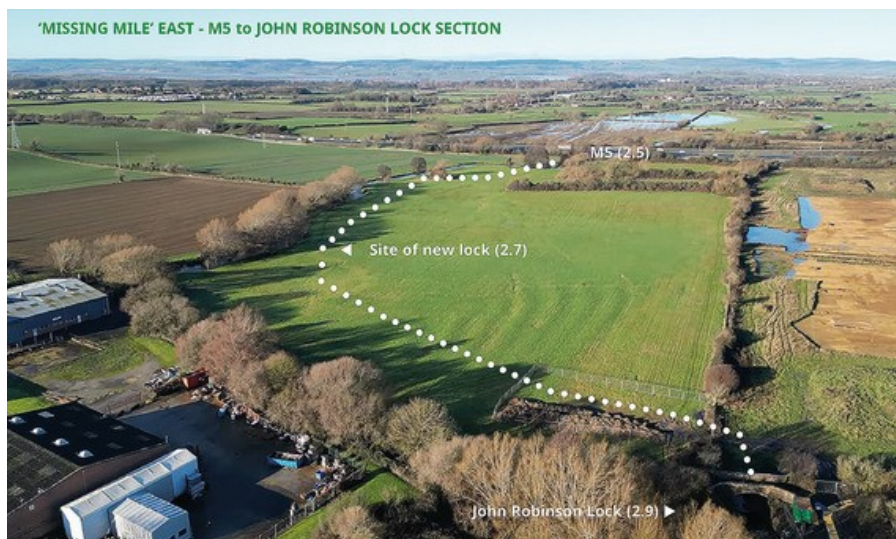 'MISSING MILE' EAST - M5 to JOHN ROBINSON LOCK SECTION
M5 (2.5)
◄ Site of new lock (2.7)
John Robinson Lock (2.9) ►